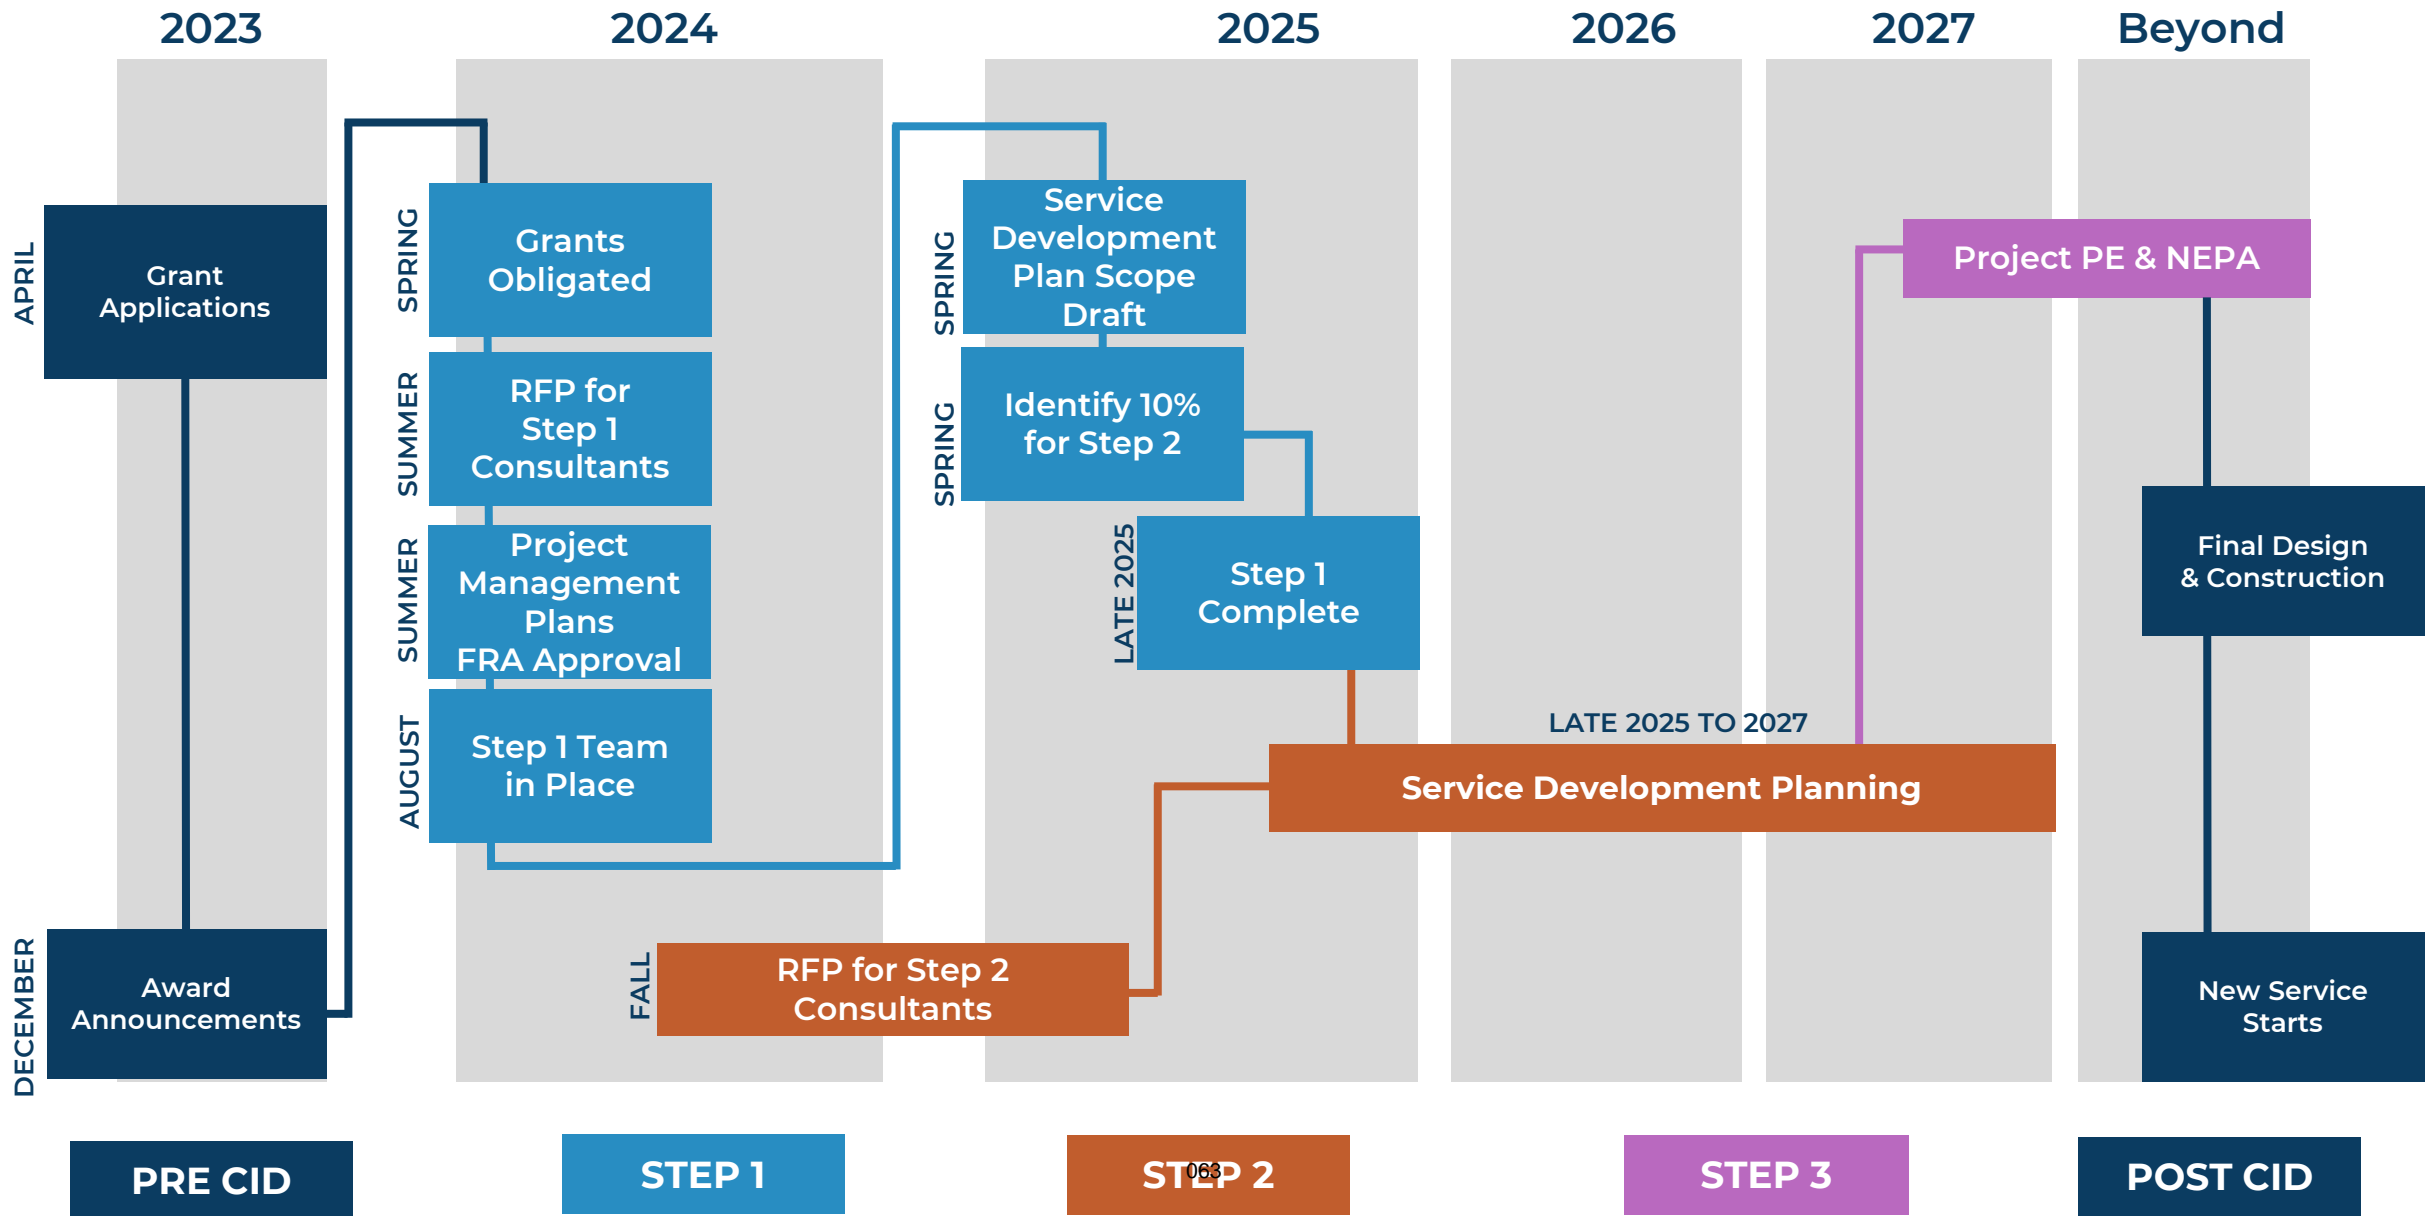 2023
2024
2025
2026
2027
Beyond
APRIL
Grant
Applications
DECEMBER
Award
Announcements
SPRING
Grants
Obligated
SUMMER
RFP for
Step 1
Consultants
SUMMER
Project
Management
Plans
FRA Approval
AUGUST
Step 1 Team
in Place
FALL
RFP for Step 2
Consultants
SPRING
Service
Development
Plan Scope
Draft
SPRING
Identify 10%
for Step 2
LATE 2025
Step 1
Complete
LATE 2025 TO 2027
Service Development Planning
Project PE & NEPA
Final Design
& Construction
New Service
Starts
PRE CID
STEP 1
STEP 2
063
STEP 3
POST CID